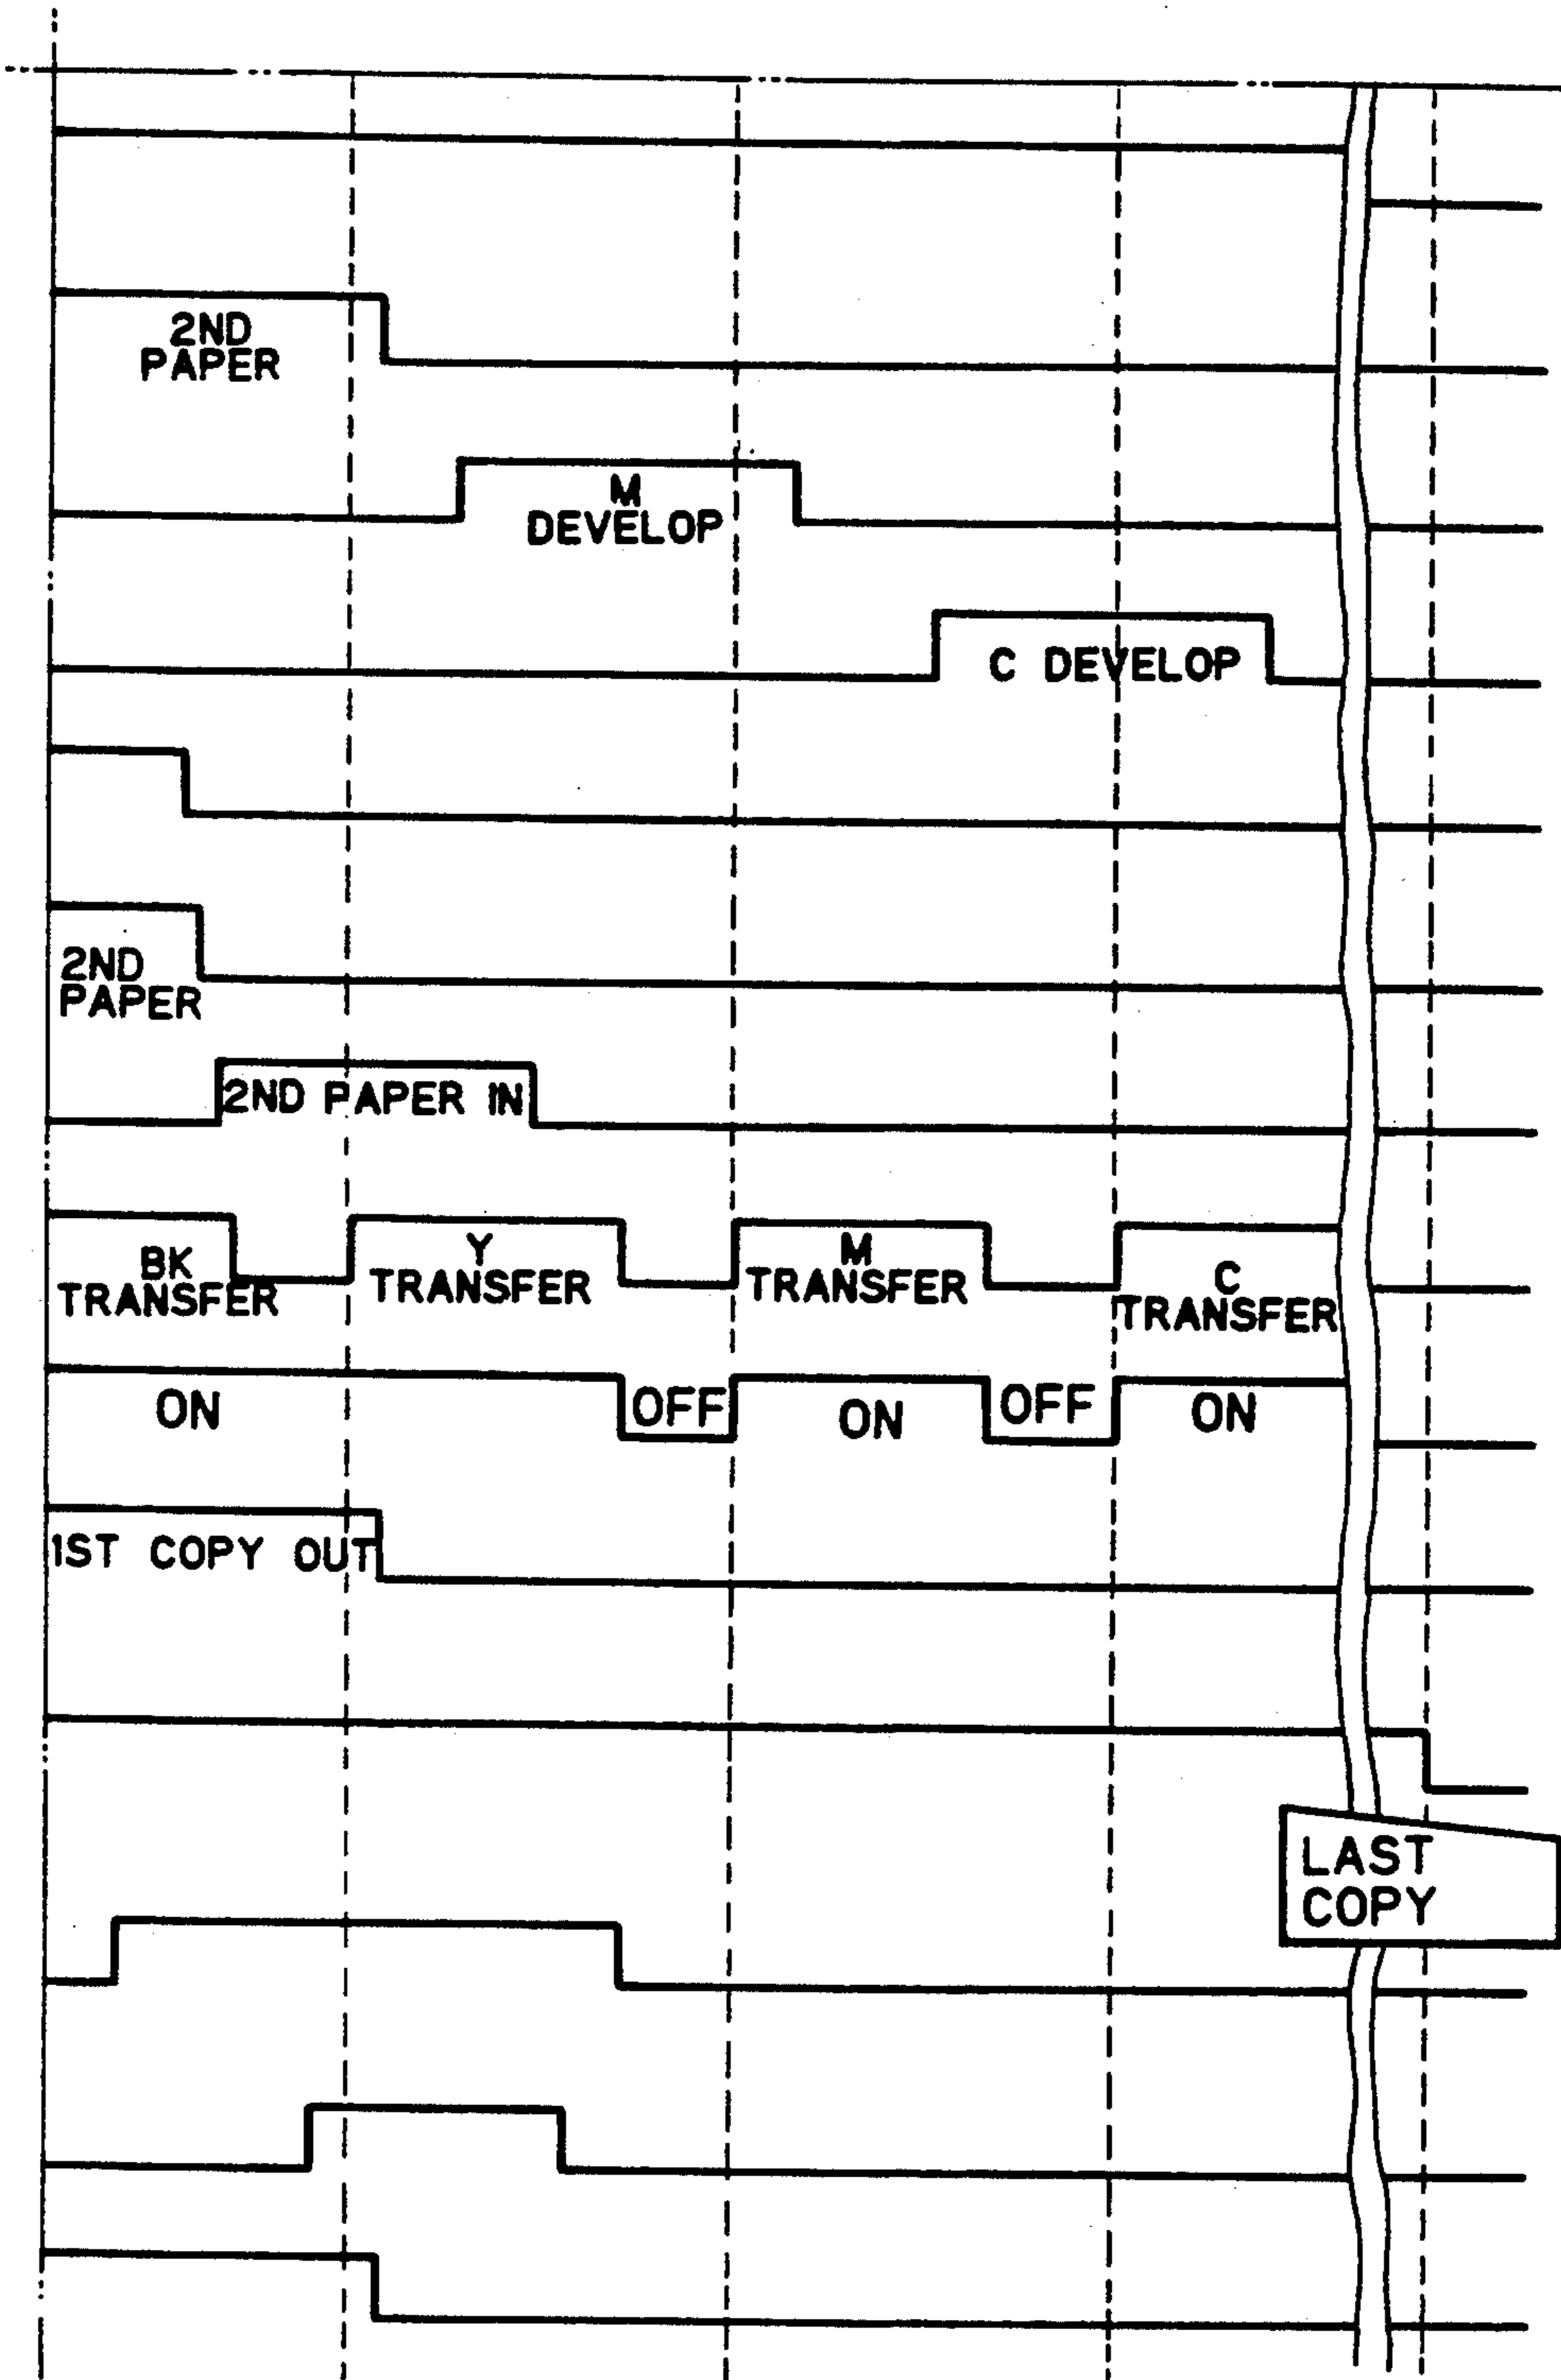 2ND
PAPER
M
DEVELOP
C DEVELOP
2ND
PAPER
2ND PAPER IN
BK
TRANSFER
Y
TRANSFER
M
TRANSFER
C
TRANSFER
ON
OFF
ON
OFF
ON
1ST COPY OUT
LAST
COPY